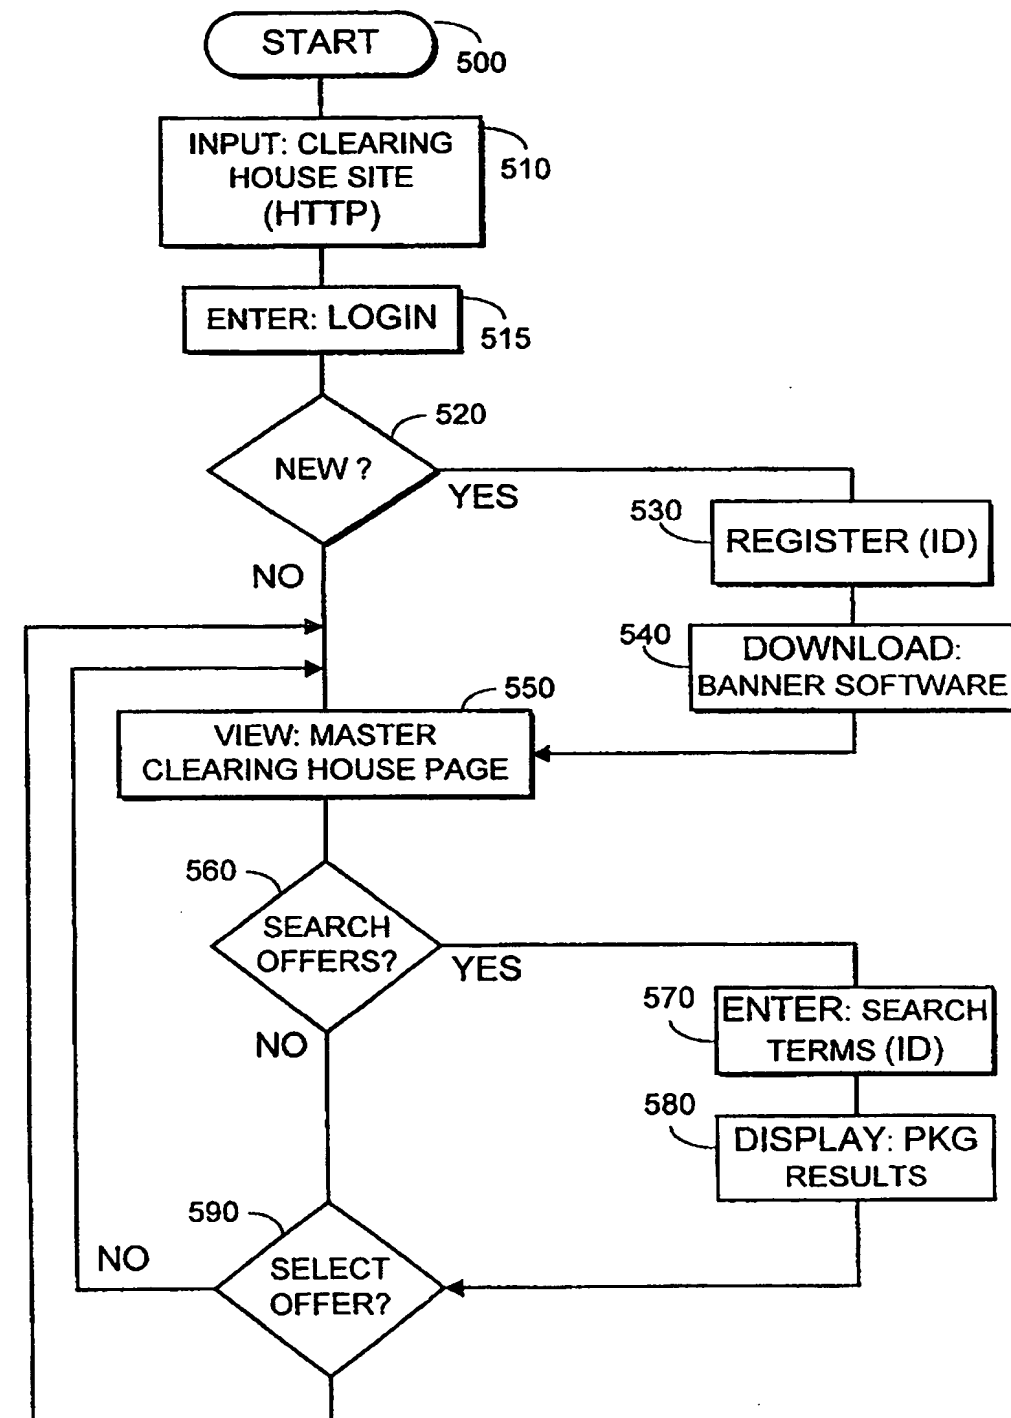 START
500
INPUT: CLEARING
HOUSE SITE
(HTTP)
510
ENTER: LOGIN
515
520
NEW ?
YES
NO
530
REGISTER (ID)
540
DOWNLOAD:
BANNER SOFTWARE
550
VIEW: MASTER
CLEARING HOUSE PAGE
560
SEARCH
OFFERS?
YES
NO
570
ENTER: SEARCH
TERMS (ID)
580
DISPLAY: PKG
RESULTS
590
NO
SELECT
OFFER?